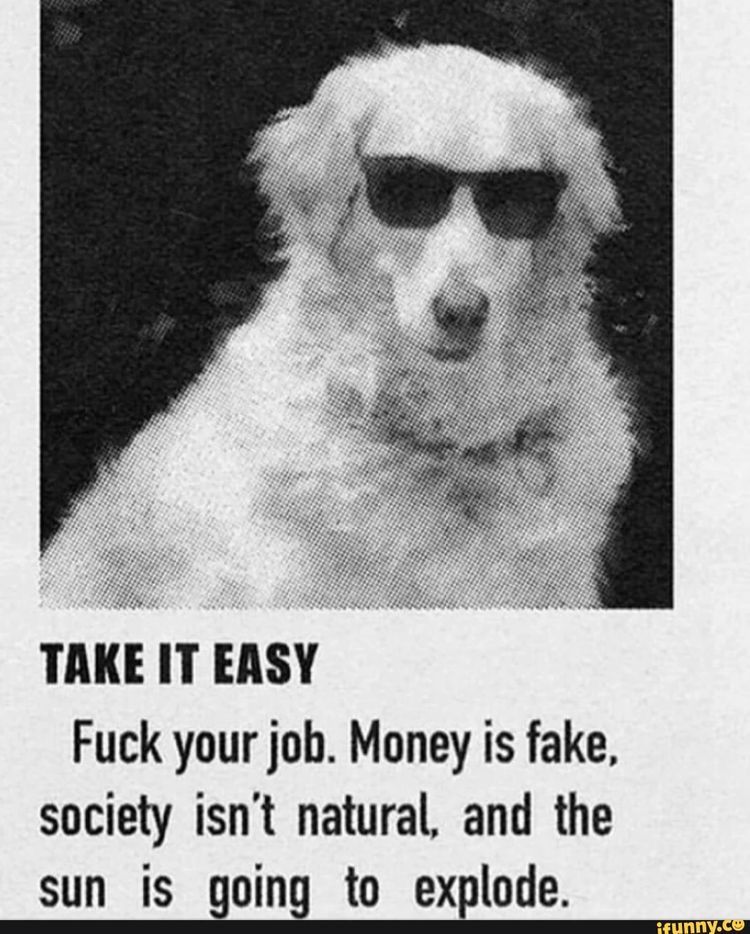 TAKE IT EASY
Fuck your job. Money is fake,
society isn't natural, and the
sun is going to explode.
ifunny.co